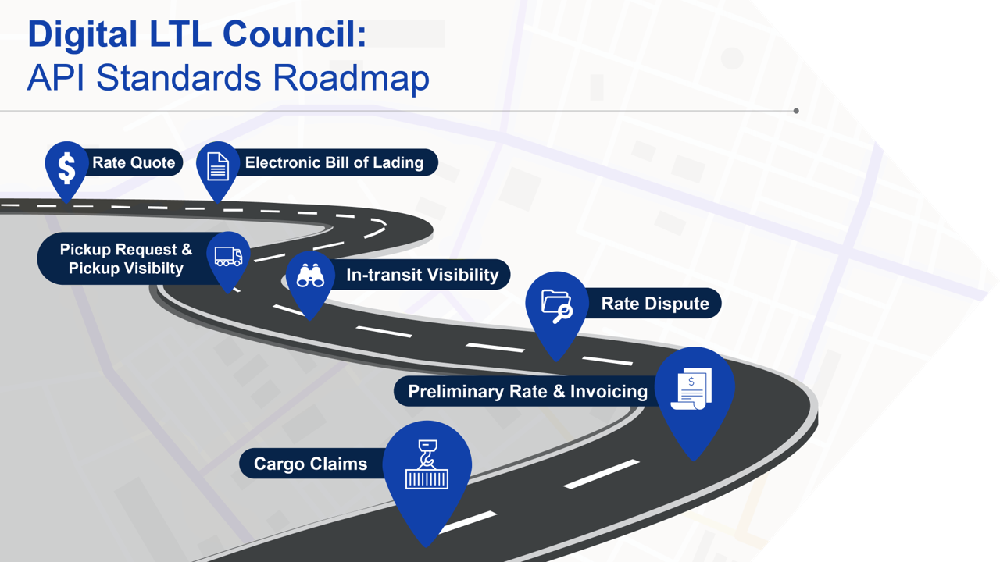 Digital LTL Council:
API Standards Roadmap
$
Rate Quote
Electronic Bill of Lading
Pickup Request &
Pickup Visibilty
In-transit Visibility
Rate Dispute
Preliminary Rate & Invoicing
$
Cargo Claims